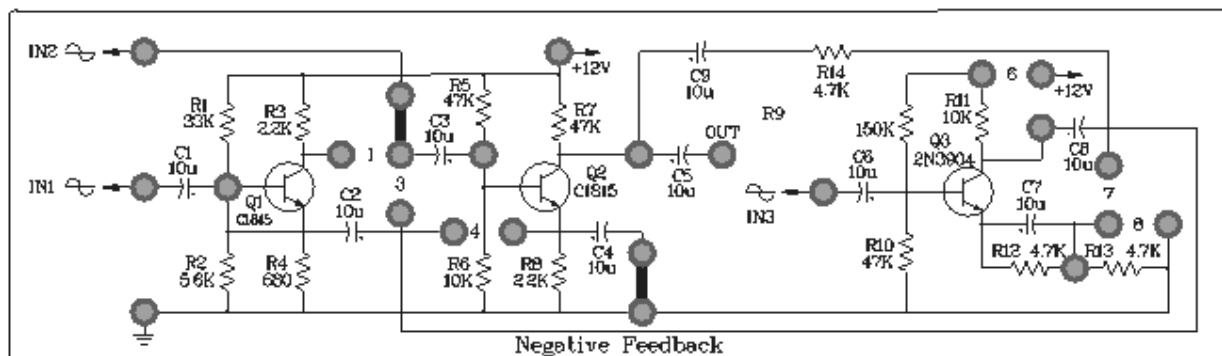 IN2
+12V
R1
33K
R3
2.2K
R5
47K
R7
47K
C9
10u
R14
4.7K
R9
150K
R11
10K
6
+12V
C1
10u
IN1
Q1
C1815
1
C3
10u
3
C2
10u
4
Q2
C1815
OUT
C5
10u
IN3
C6
10u
Q3
2N3904
C8
10u
7
C7
10u
8
R2
5.6K
R4
680
R6
10K
R8
2.2K
C4
10u
R10
47K
R12 4.7K
R13 4.7K
Negative Feedback